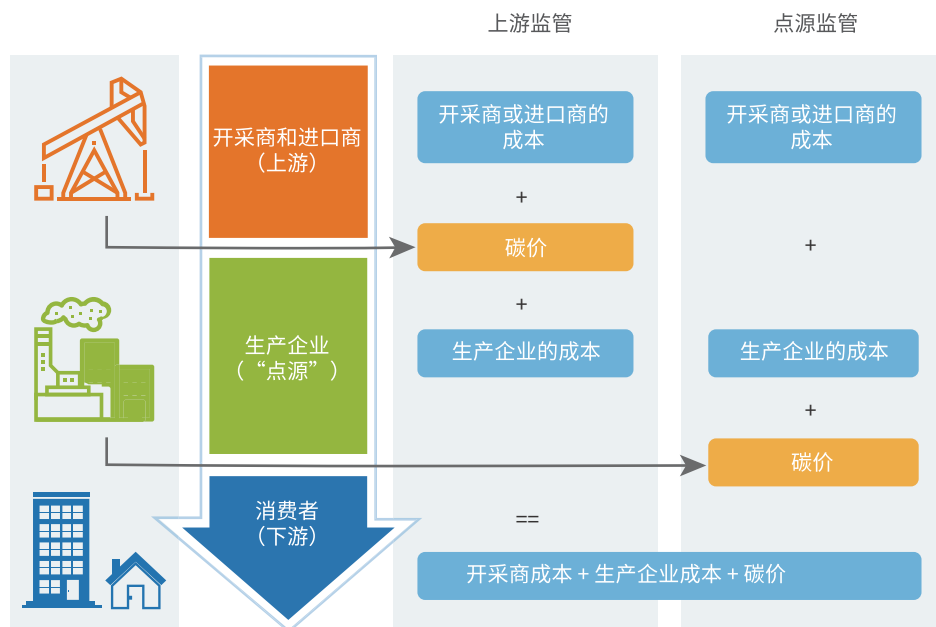 上游监管
点源监管
开采商和进口商
（上游）
开采商或进口商的
成本
开采商或进口商的
成本
+
碳价
+
+
生产企业
（“点源”）
生产企业的成本
生产企业的成本
+
碳价
消费者
（下游）
==
开采商成本 + 生产企业成本 + 碳价